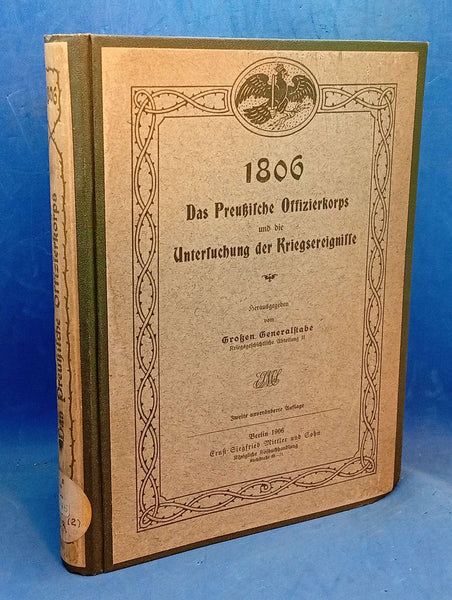 1806
Das Preußische Offizierkorps
und die
Untersuchung der Kriegsereignisse
Herausgegeben
vom
Großen Generalstabe
Kriegsgeschichtliche Abteilung II
Zweite unveränderte Auflage
Berlin 1906
Ernst Siegfried Mittler und Sohn
Königliche Hofbuchhandlung
Das Preußische Offizierkorps
(2)